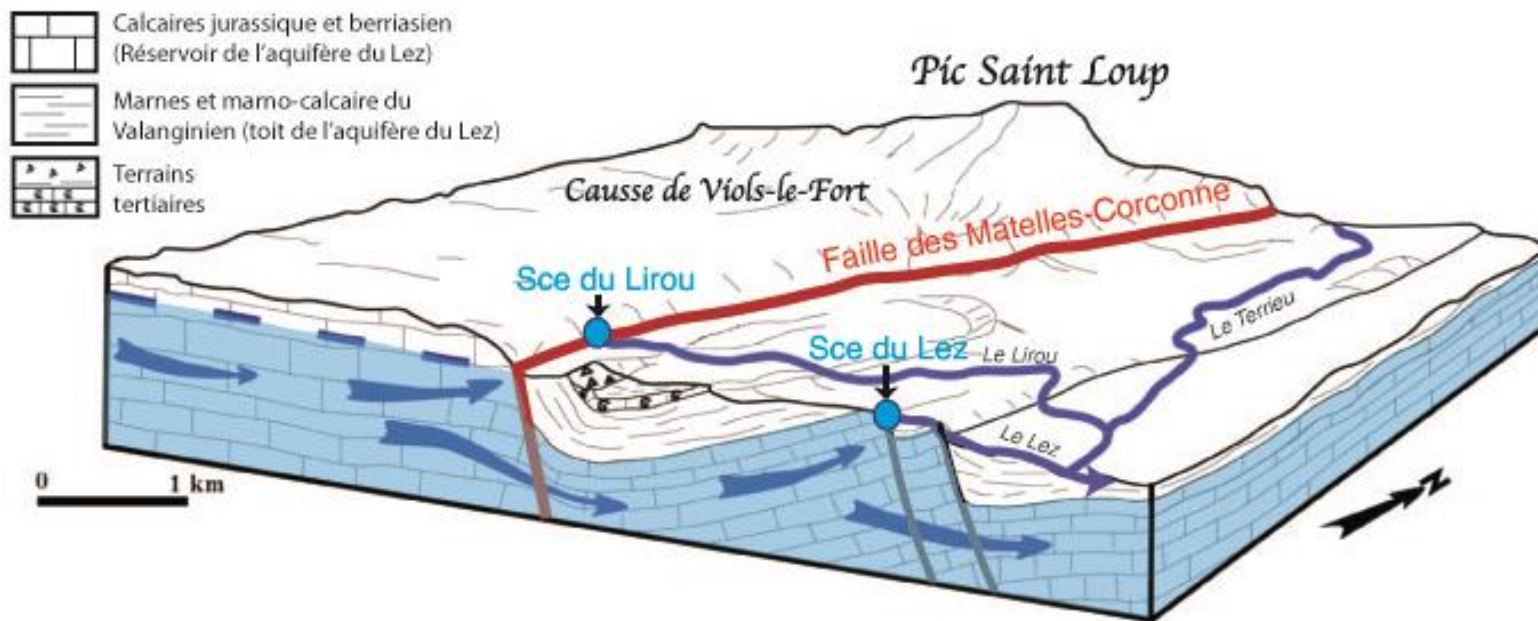 Calcaires jurassique et berriasien
(Réservoir de l'aquifère du Lez)
Marnes et marno-calcaire du
Valanginien (toit de l'aquifère du Lez)
Terrains
tertiaires
Pic Saint Loup
Causse de Viols-le-Fort
Faille des Matelles-Corconne
Sce du Lirou
Sce du Lez
Le Lirou
Le Terrieu
Le Lez
0 1 km
N